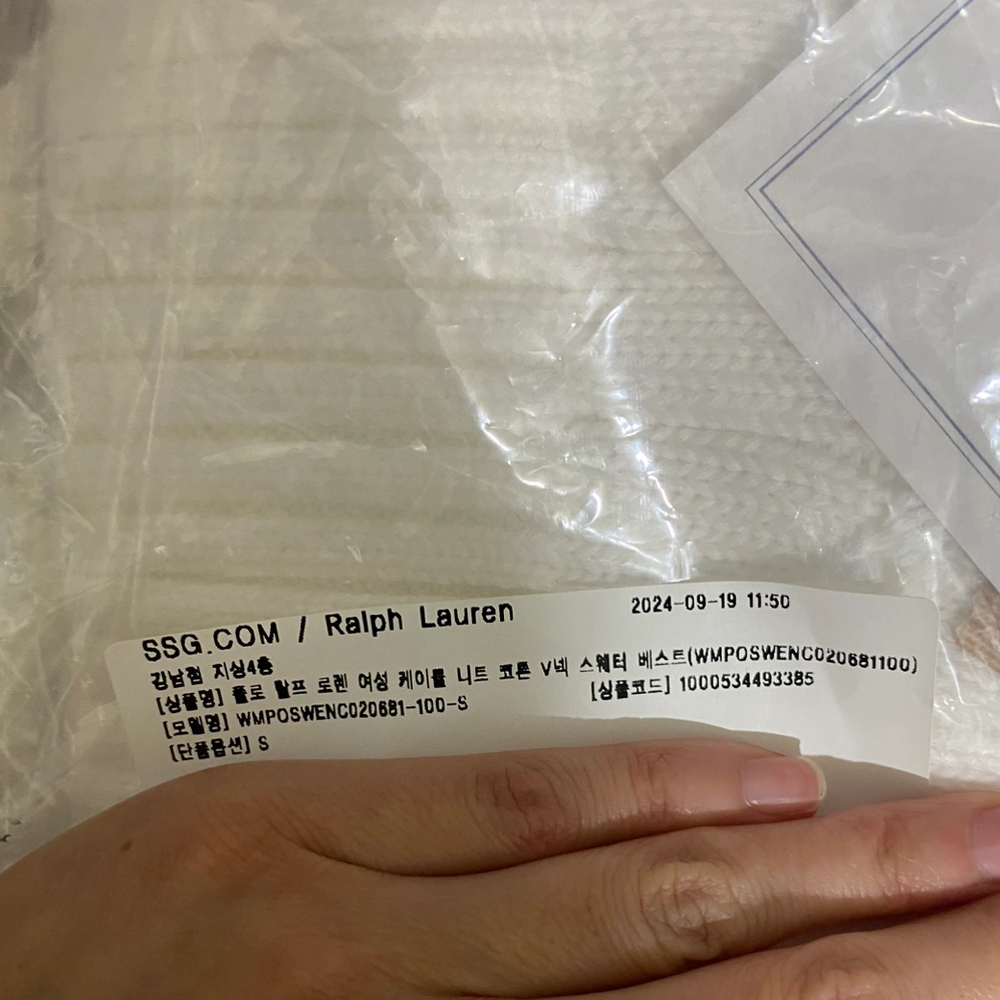 SSG.COM / Ralph Lauren
2024-09-19 11:50
김남점 지상4층
[상품명] 폴로 랄프 로렌 여성 케이블 니트 코튼 V넥 스웨터 베스트(WMPOSWENC020681100)
[모델명] WMPOSWENC020681-100-S
[상품코드] 1000534493385
[단품옵션] S